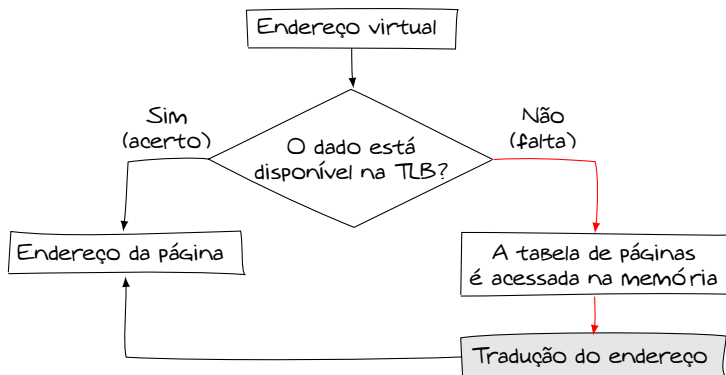 Endereço virtual
Sim
(acerto)
Não
(falta)
O dado está
disponível na TLB?
Endereço da página
A tabela de páginas
é acessada na memória
Tradução do endereço